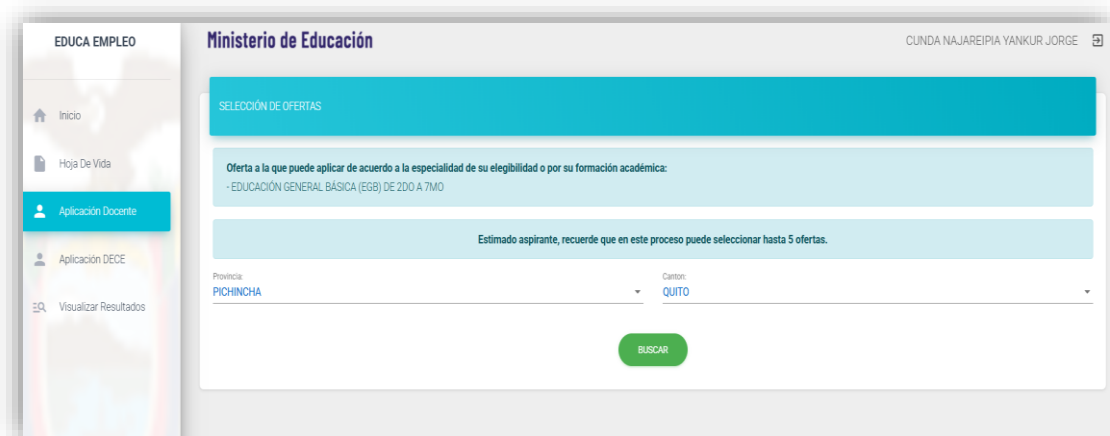 EDUCA EMPLEO
Ministerio de Educación
CUNDA NAJAREIPIA YANKUR JORGE
Inicio
Hoja De Vida
Aplicación Docente
Aplicación DECE
Visualizar Resultados
SELECCIÓN DE OFERTAS
Oferta a la que puede aplicar de acuerdo a la especialidad de su elegibilidad o por su formación académica:
- EDUCACIÓN GENERAL BÁSICA (EGB) DE 2DO A 7MO
Estimado aspirante, recuerde que en este proceso puede seleccionar hasta 5 ofertas.
Provincia:
PICHINCHA
Canton:
QUITO
BUSCAR